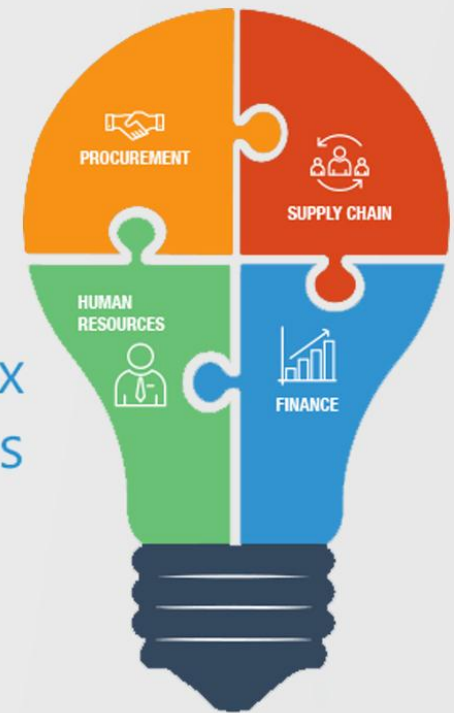 PROCUREMENT
SUPPLY CHAIN
HUMAN
RESOURCES
FINANCE
X
S